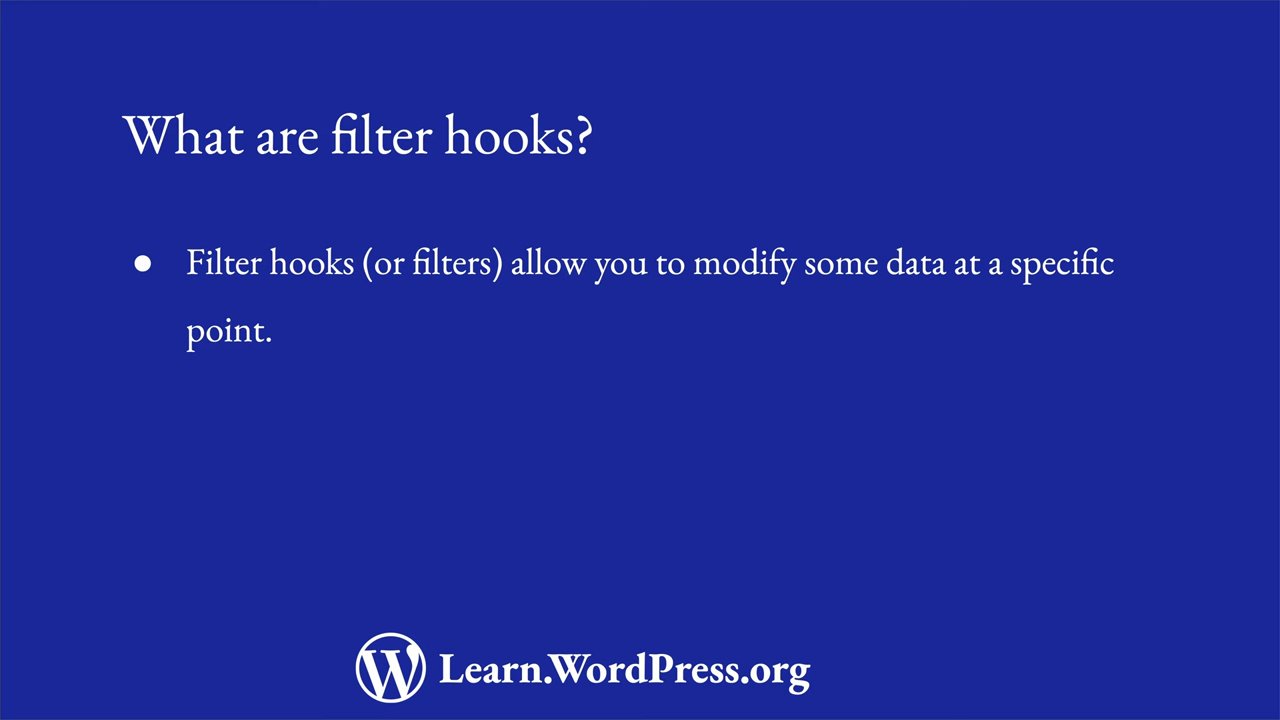 What are filter hooks?
● Filter hooks (or filters) allow you to modify some data at a specific
point.
Learn.WordPress.org